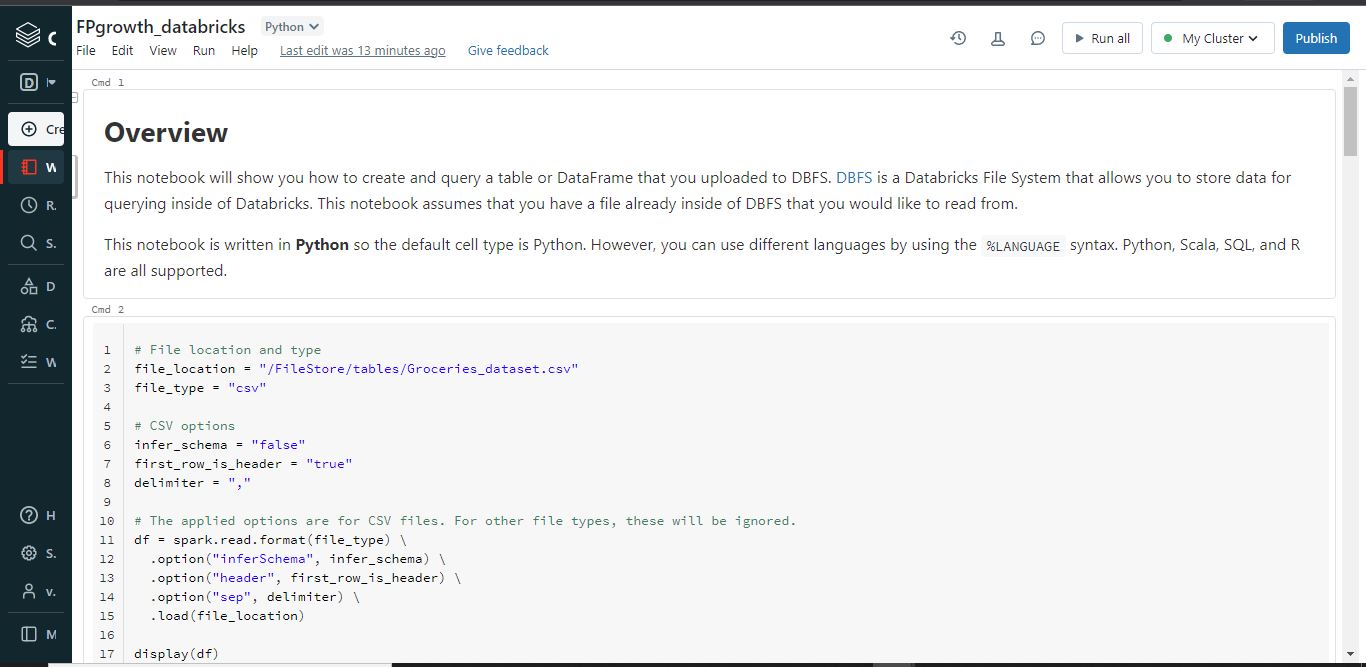 FPgrowth_databricks Python
File Edit View Run Help Last edit was 13 minutes ago Give feedback
Run all My Cluster Publish
C
D
Cre
W
R.
S.
D
C.
W
H
S.
v.
M
Cmd 1
Overview
This notebook will show you how to create and query a table or DataFrame that you uploaded to DBFS. DBFS is a Databricks File System that allows you to store data for
querying inside of Databricks. This notebook assumes that you have a file already inside of DBFS that you would like to read from.
This notebook is written in Python so the default cell type is Python. However, you can use different languages by using the %LANGUAGE syntax. Python, Scala, SQL, and R
are all supported.
Cmd 2
1 # File location and type
2 file_location = "/FileStore/tables/Groceries_dataset.csv"
3 file_type = "csv"
4
5 # CSV options
6 infer_schema = "false"
7 first_row_is_header = "true"
8 delimiter = ","
9
10 # The applied options are for CSV files. For other file types, these will be ignored.
11 df = spark.read.format(file_type) \
12 .option("inferSchema", infer_schema) \
13 .option("header", first_row_is_header) \
14 .option("sep", delimiter) \
15 .load(file_location)
16
17 display(df)